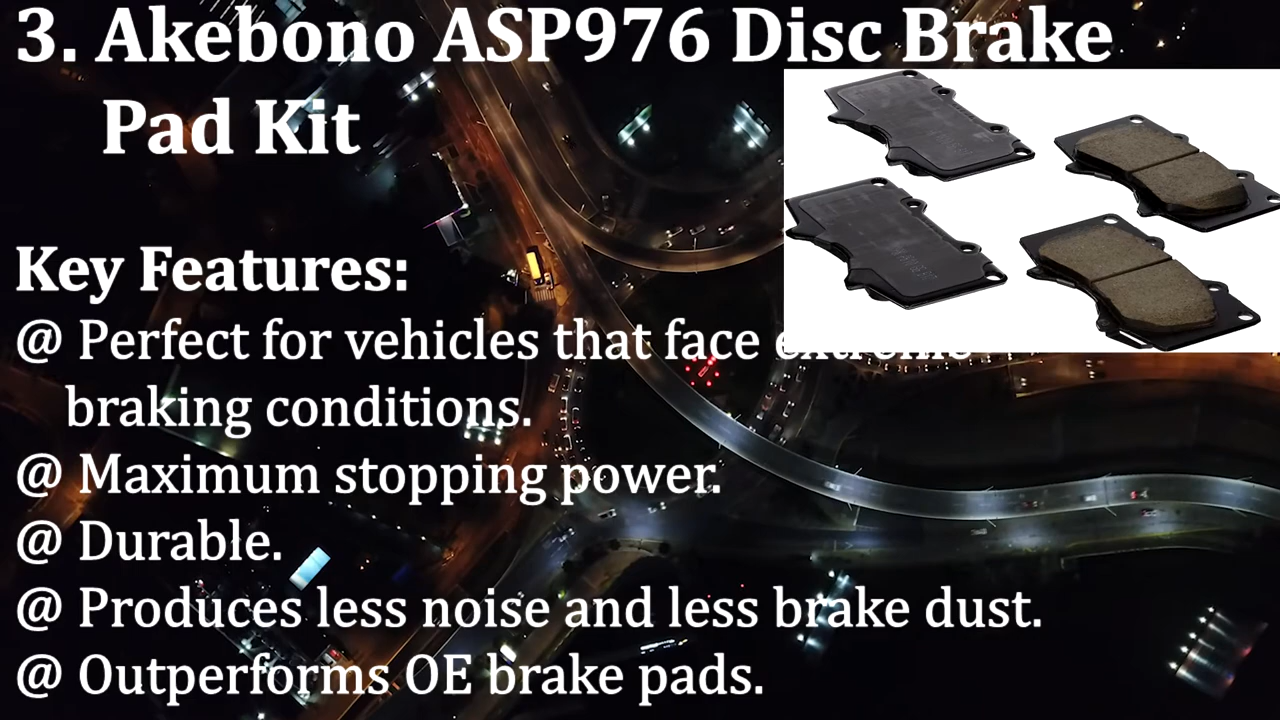 3. Akebono ASP976 Disc Brake
Pad Kit
Key Features:
@ Perfect for vehicles that face extreme
braking conditions.
@ Maximum stopping power.
@ Durable.
@ Produces less noise and less brake dust.
@ Outperforms OE brake pads.